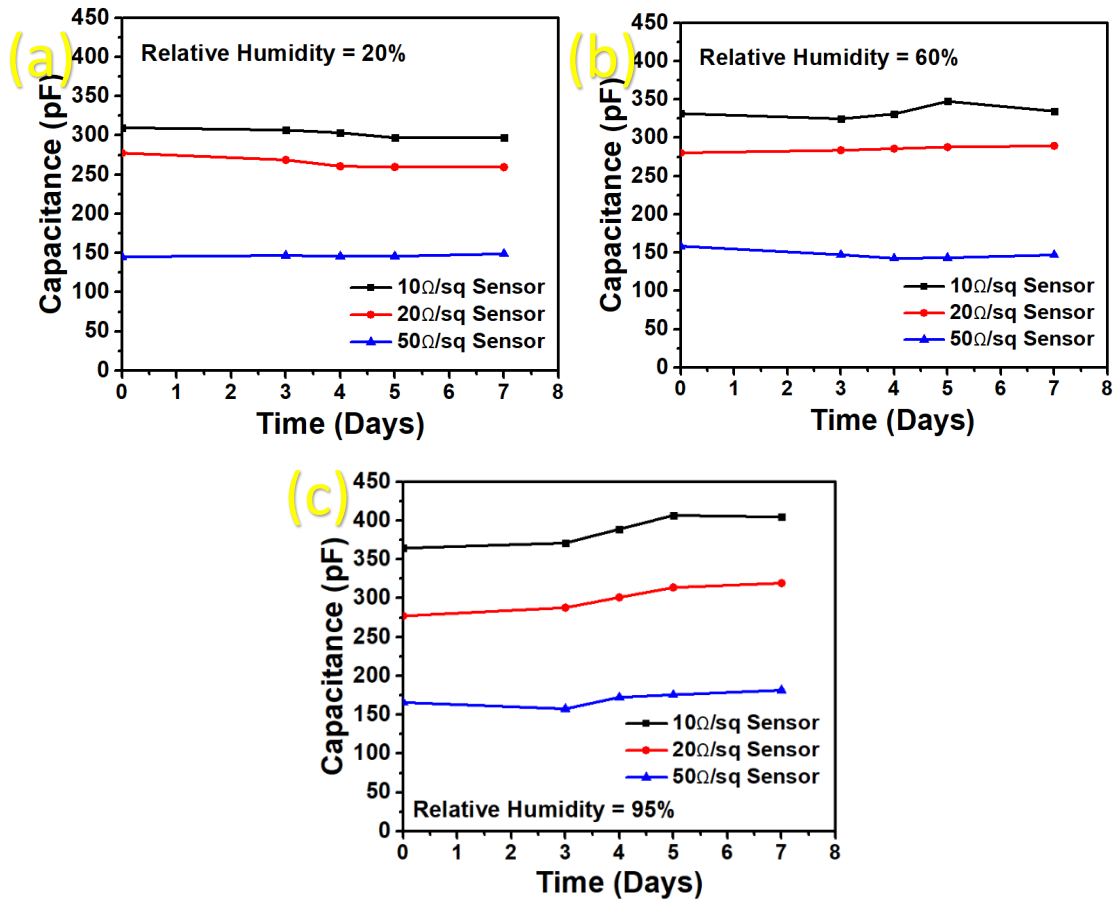 (a)
Relative Humidity = 20%
Capacitance (pF)
450
400
350
300
250
200
150
100
50
0
10Ω/sq Sensor
20Ω/sq Sensor
50Ω/sq Sensor
0 1 2 3 4 5 6 7 8
Time (Days)
(b)
Relative Humidity = 60%
Capacitance (pF)
450
400
350
300
250
200
150
100
50
0
10Ω/sq Sensor
20Ω/sq Sensor
50Ω/sq Sensor
0 1 2 3 4 5 6 7 8
Time (Days)
(c)
Capacitance (pF)
450
400
350
300
250
200
150
100
50
0
10Ω/sq Sensor
20Ω/sq Sensor
50Ω/sq Sensor
Relative Humidity = 95%
0 1 2 3 4 5 6 7 8
Time (Days)